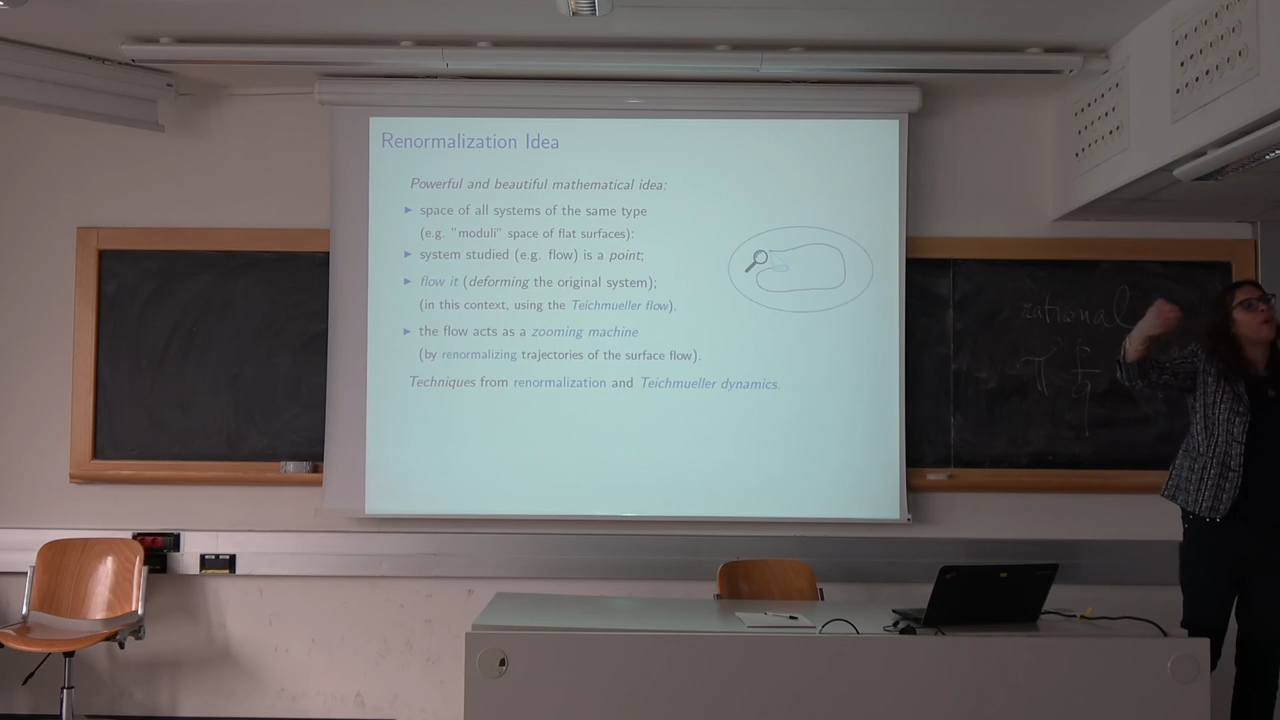 Renormalization Idea
Powerful and beautiful mathematical idea:
▶ space of all systems of the same type
(e.g. "moduli" space of flat surfaces):
▶ system studied (e.g. flow) is a point;
▶ flow it (deforming the original system);
(in this context, using the Teichmueller flow).
▶ the flow acts as a zooming machine
(by renormalizing trajectories of the surface flow).
Techniques from renormalization and Teichmueller dynamics.
rational
π p/q